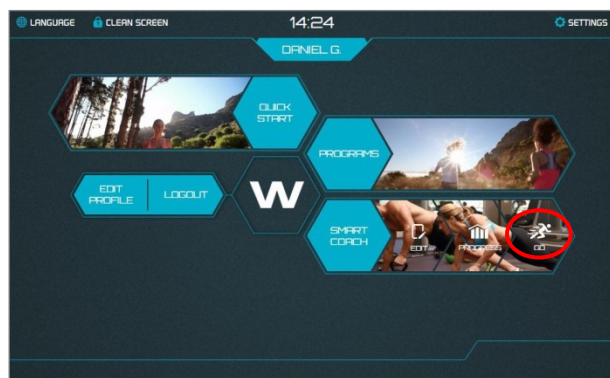 LANGUAGE
CLEAN SCREEN
14:24
SETTINGS
DANIEL G.
QUICK
START
PROGRAMS
EDIT
PROFILE
LOGOUT
W
SMART
COACH
EDIT
PROGRESS
GO